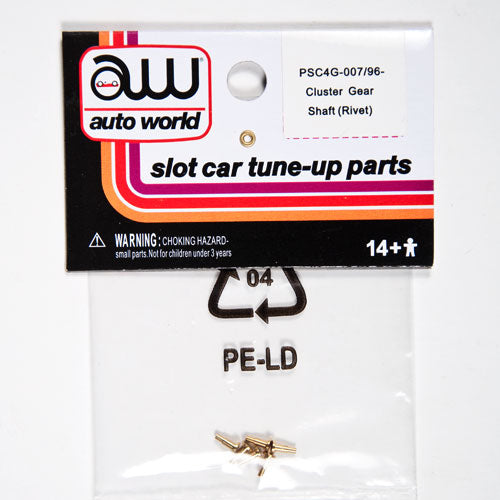 aw
auto world
PSC4G-007/96-
Cluster Gear
Shaft (Rivet)
slot car tune-up parts
WARNING: CHOKING HAZARD-
small parts. Not for children under 3 years
14+
04
PE-LD